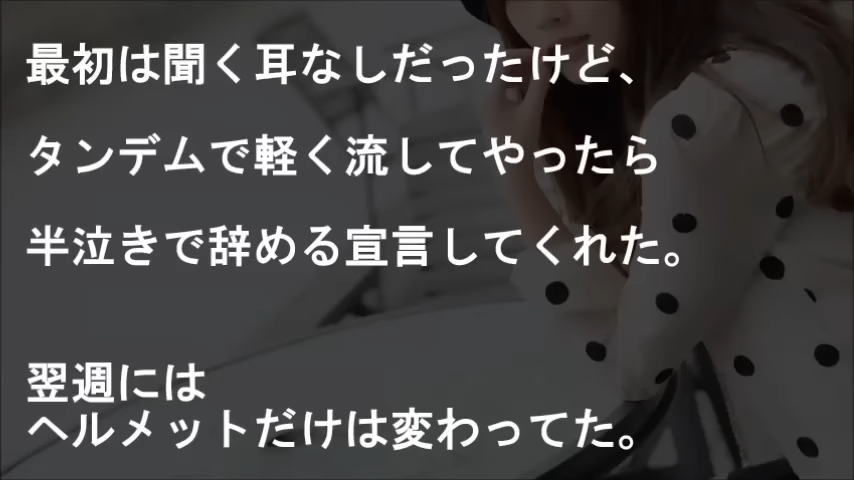 最初は聞く耳なしだったけど、
タンデムで軽く流してやったら
半泣きで辞める宣言してくれた。
翌週には
ヘルメットだけは変わってた。